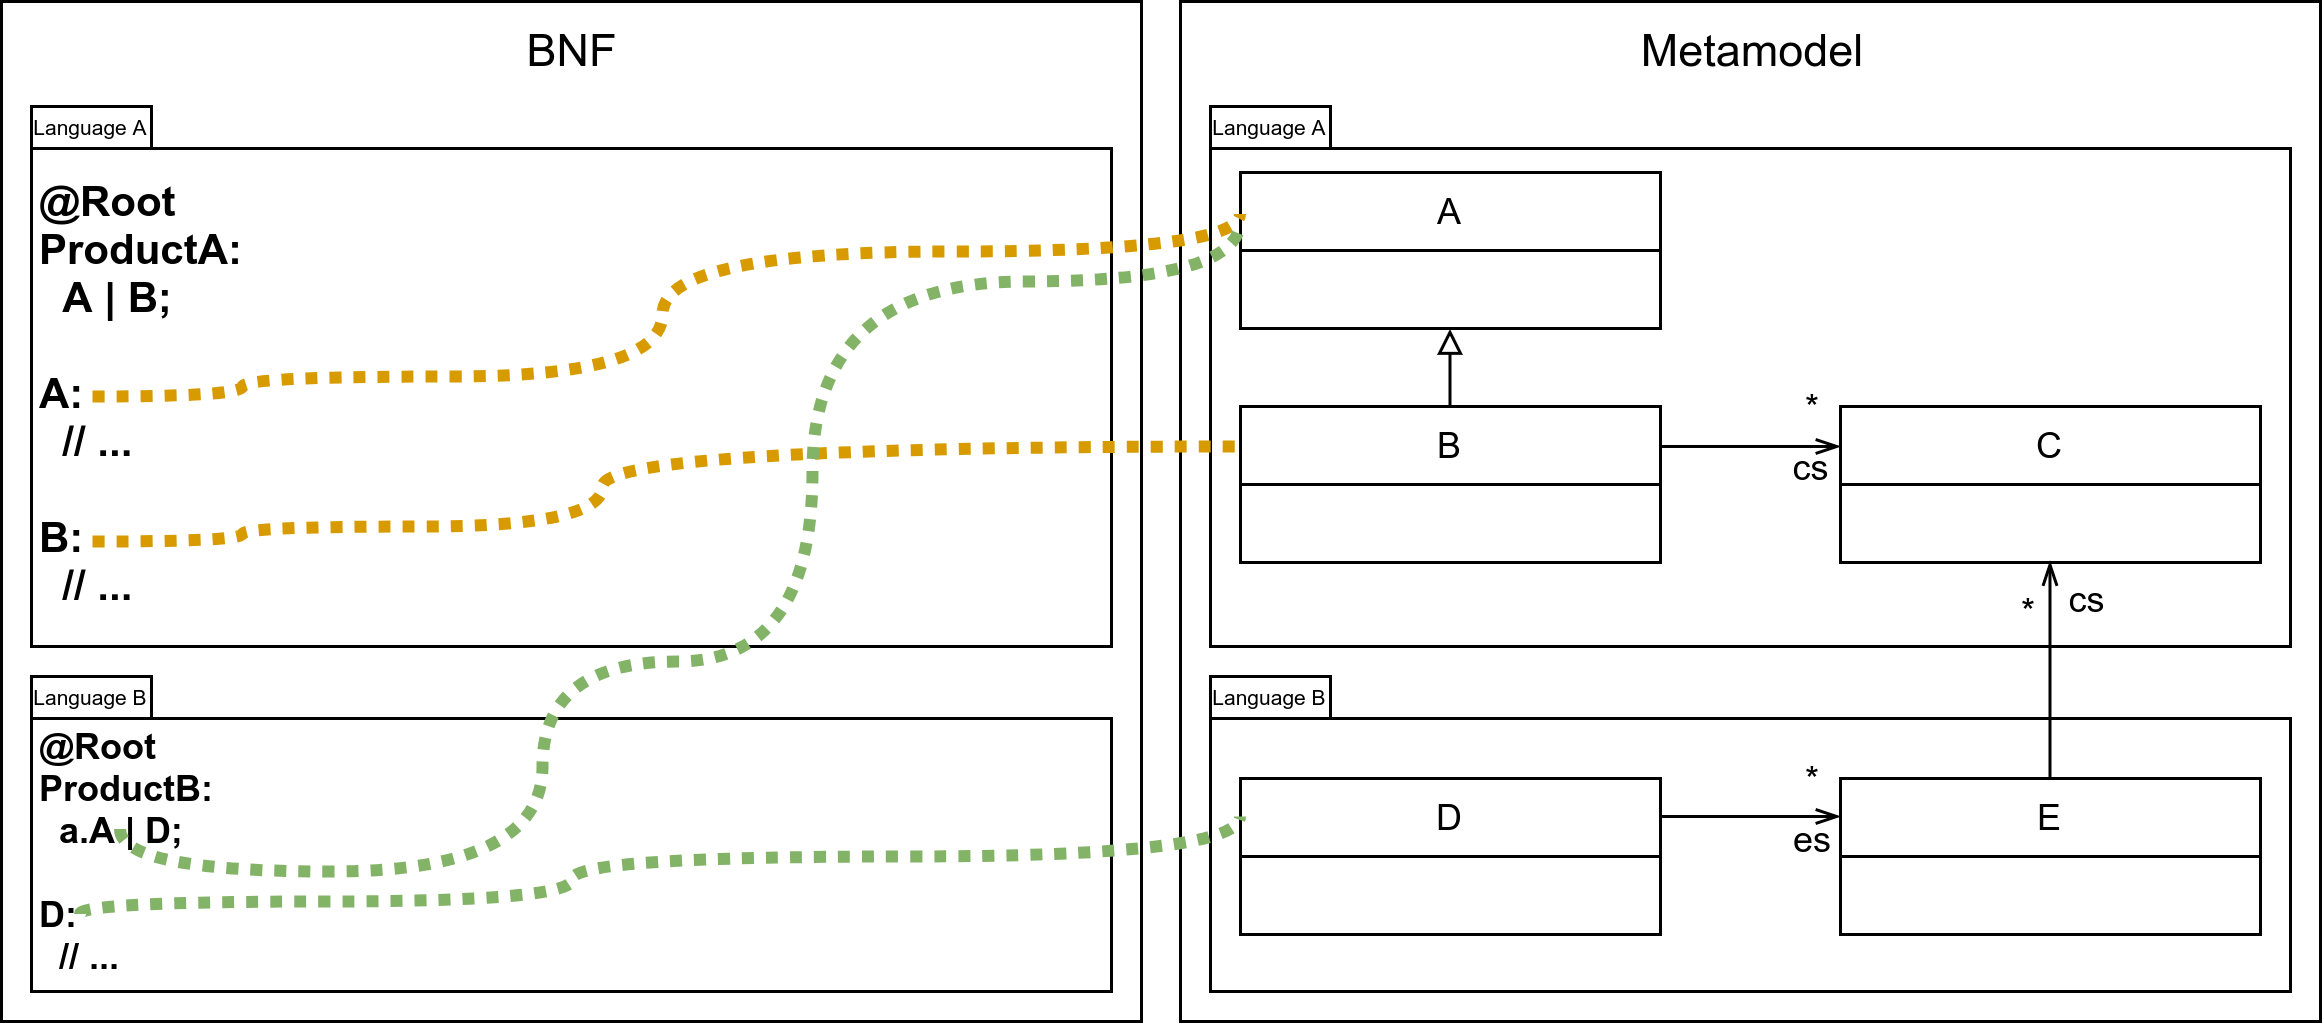 BNF
Language A
@Root
ProductA:
A | B;
A:
// ...
B:
// ...
Language B
@Root
ProductB:
a.A | D;
D:
// ...
Metamodel
Language A
A
B
*
cs
C
*
cs
Language B
D
*
es
E